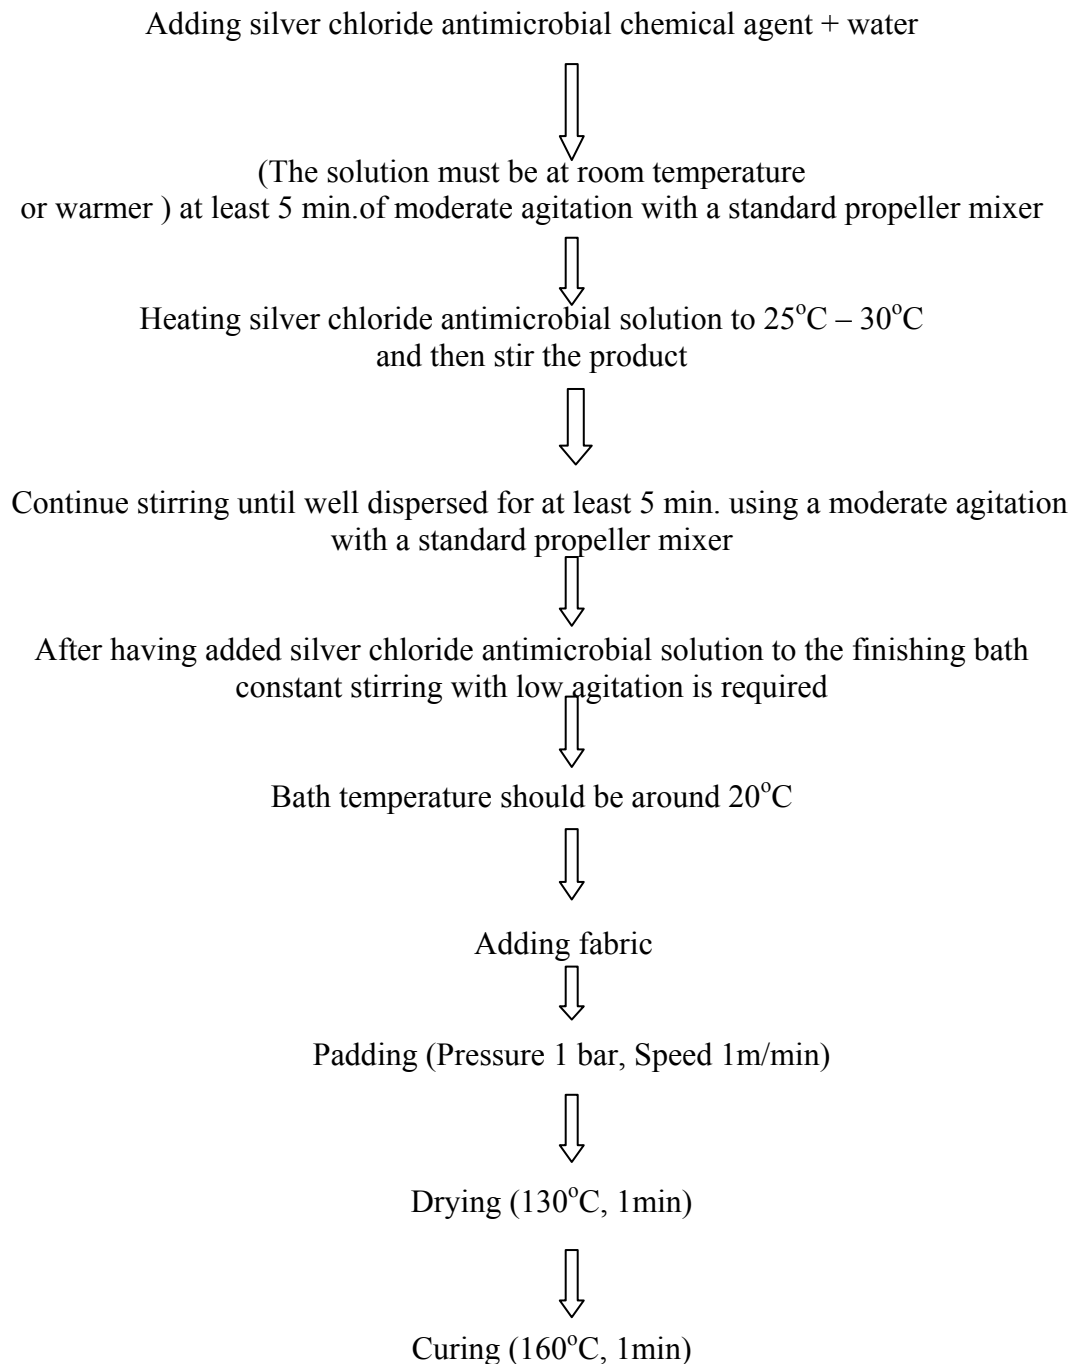 Adding silver chloride antimicrobial chemical agent + water
(The solution must be at room temperature
or warmer ) at least 5 min.of moderate agitation with a standard propeller mixer
Heating silver chloride antimicrobial solution to 25°C – 30°C
and then stir the product
Continue stirring until well dispersed for at least 5 min. using a moderate agitation
with a standard propeller mixer
After having added silver chloride antimicrobial solution to the finishing bath
constant stirring with low agitation is required
Bath temperature should be around 20°C
Adding fabric
Padding (Pressure 1 bar, Speed 1m/min)
Drying (130°C, 1min)
Curing (160°C, 1min)